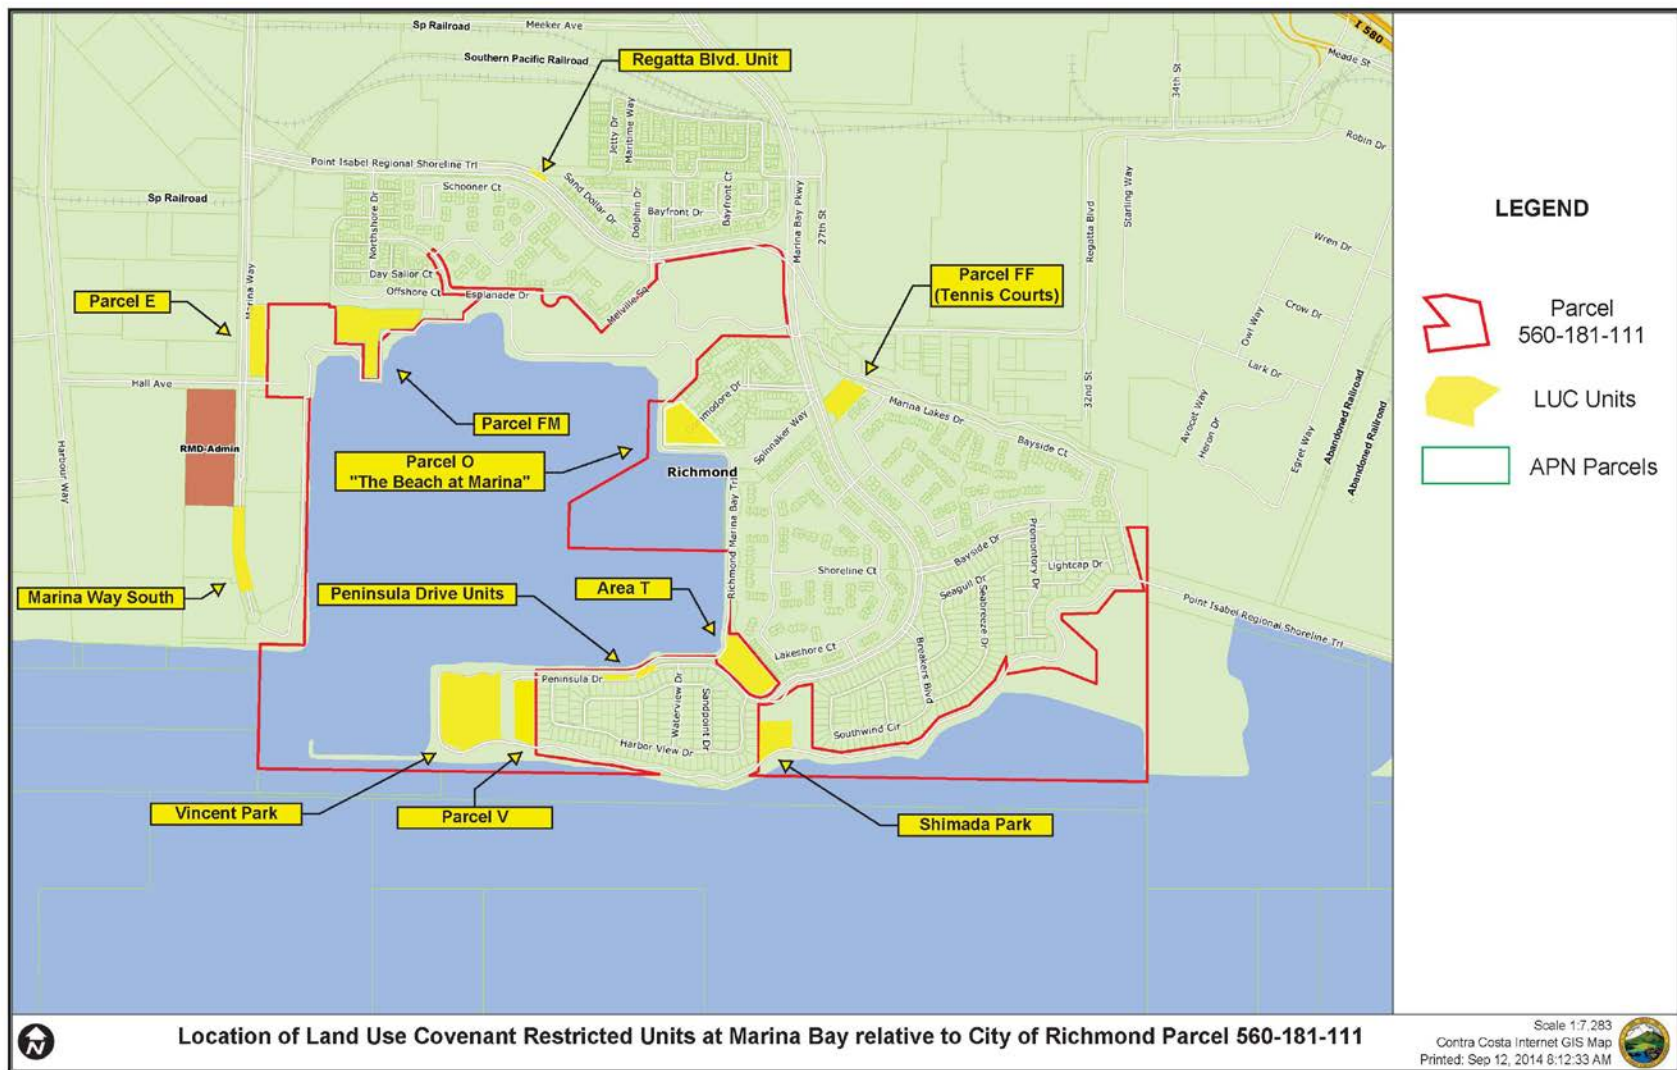 Sp Railroad
Meeker Ave
Southern Pacific Railroad
Regatta Blvd. Unit
I 580
Meade St
34th St
Robin Dr
Jetty Dr
Maritime Way
Point Isabel Regional Shoreline Trl
Schooner Ct
Sand Dollar Dr
Dolphin Dr
Bayfront Dr
Bayfront Ct
Marina Bay Pkwy
27th St
Regatta Blvd
Starling Way
Sp Railroad
Northshore Dr
Wren Dr
Day Sailor Ct
Offshore Ct
Esplanade Dr
Melville Sq
Marina Way
Parcel E
Parcel FF
(Tennis Courts)
Owl Way
Crow Dr
Lark Dr
Hall Ave
Parcel FM
Marina Lakes Dr
32nd St
Avocet Way
Heron Dr
Egret Way
Abandoned Railroad
Abandoned Railroad
Spinnaker Way
Bayside Ct
RMD-Admin
Harbour Way
Parcel O
"The Beach at Marina"
Richmond
Richmond Marina Bay Trl
Shoreline Ct
Bayside Dr
Promontory Dr
Lightcap Dr
Seagull Dr
Seabreeze Dr
Marina Way South
Peninsula Drive Units
Area T
Point Isabel Regional Shoreline Trl
Lakeshore Ct
Breakers Blvd
Peninsula Dr
Waterview Dr
Sandpoint Dr
Harbor View Dr
Southwind Cir
Vincent Park
Parcel V
Shimada Park
LEGEND
Parcel
560-181-111
LUC Units
APN Parcels
N
Location of Land Use Covenant Restricted Units at Marina Bay relative to City of Richmond Parcel 560-181-111
Scale 1:7,283
Contra Costa Internet GIS Map
Printed: Sep 12, 2014 8:12:33 AM